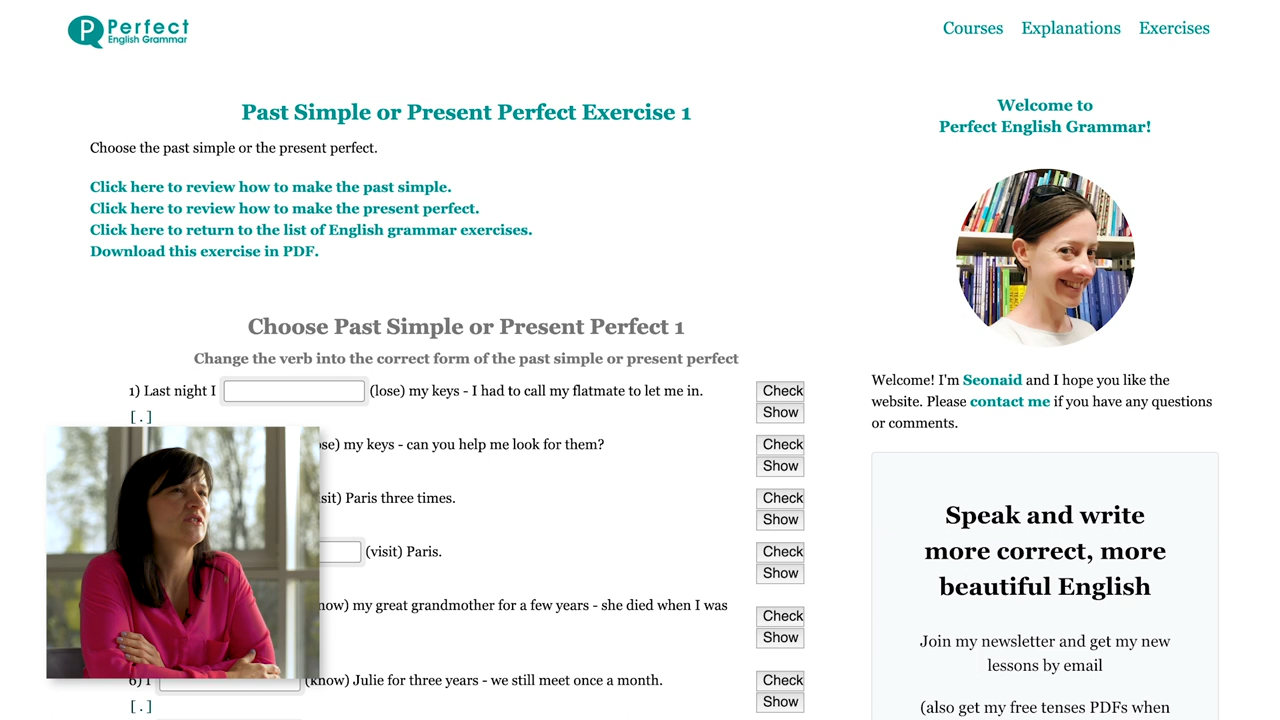 Perfect
English Grammar
Courses Explanations Exercises
Past Simple or Present Perfect Exercise 1
Choose the past simple or the present perfect.
Click here to review how to make the past simple.
Click here to review how to make the present perfect.
Click here to return to the list of English grammar exercises.
Download this exercise in PDF.
Choose Past Simple or Present Perfect 1
Change the verb into the correct form of the past simple or present perfect
1) Last night I (lose) my keys - I had to call my flatmate to let me in.
Check
Show
[ . ]
my keys - can you help me look for them?
Check
Show
Paris three times.
Check
Show
(visit) Paris.
Check
Show
my great grandmother for a few years - she died when I was
Check
Show
6) I (know) Julie for three years - we still meet once a month.
Check
Show
[ . ]
Welcome to
Perfect English Grammar!
Welcome! I'm Seonaid and I hope you like the
website. Please contact me if you have any questions
or comments.
Speak and write
more correct, more
beautiful English
Join my newsletter and get my new
lessons by email
(also get my free tenses PDFs when